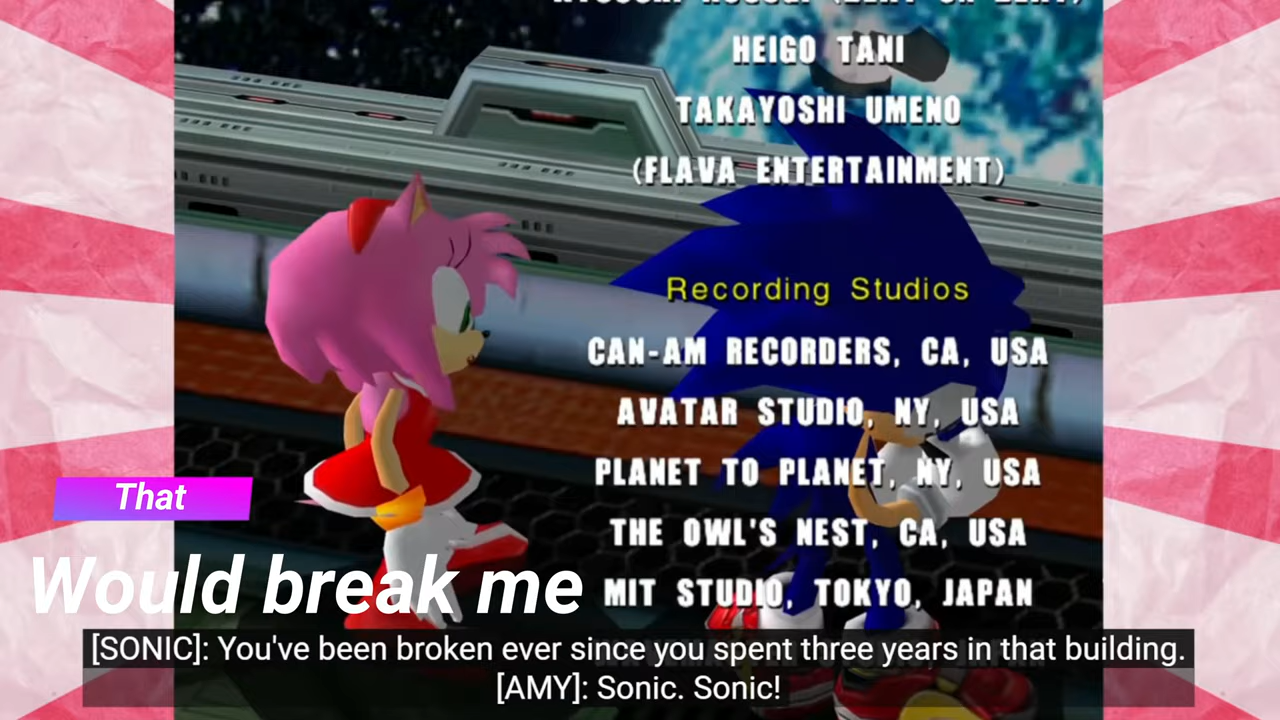 HEIGO TANI
TAKAYOSHI UMENO
(FLAVA ENTERTAINMENT)
Recording Studios
CAN-AM RECORDERS, CA, USA
AVATAR STUDIO, NY, USA
PLANET TO PLANET, NY, USA
THE OWL'S NEST, CA, USA
MIT STUDIO, TOKYO, JAPAN
That
Would break me
[SONIC]: You've been broken ever since you spent three years in that building.
[AMY]: Sonic. Sonic!